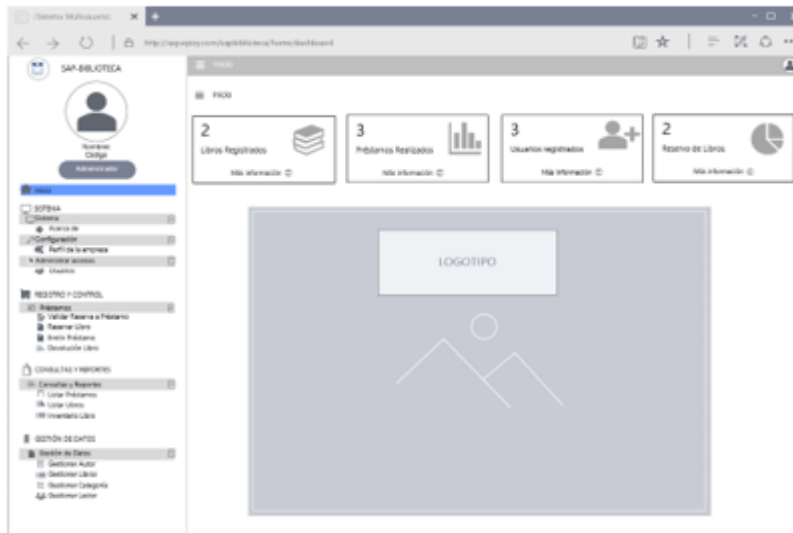 Sistema Multiusuario
SAP-BIBLIOTECA
Inicio
Inicio
2
Libros Registrados
Más información
3
Préstamos Realizados
Más información
3
Usuarios registrados
Más información
2
Reserva de Libros
Más información
Nombre
Código
Administrador
Inicio
SISTEMA
Sistema
Acerca de
Configuración
Perfil de la empresa
Administrar accesos
Usuarios
REGISTRO Y CONTROL
Préstamos
Validar Reserva a Préstamo
Reservar Libro
Emitir Préstamo
Devolución Libro
CONSULTAS Y REPORTES
Consultas y Reportes
Listar Préstamos
Listar Libros
Inventario Libro
GESTIÓN DE DATOS
Gestión de Datos
Gestionar Autor
Gestionar Libros
Gestionar Categoría
Gestionar Lector
LOGOTIPO